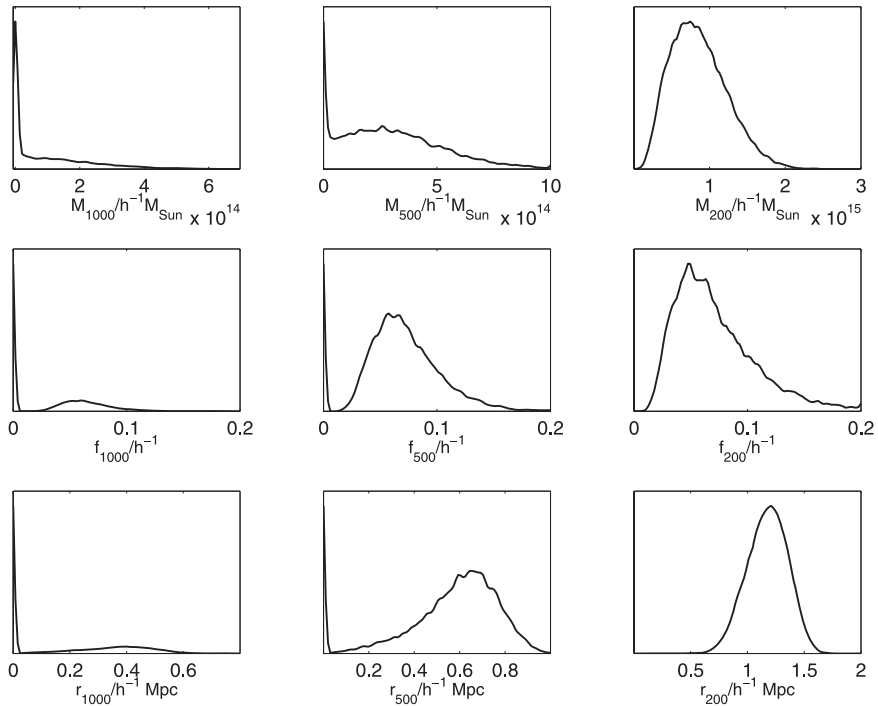 0 2 4 6
M1000/h-1MSun x 10^14
0 5 10
M500/h-1MSun x 10^14
1 2 3
M200/h-1MSun x 10^15
0 0.1 0.2
f1000/h-1
0 0.1 0.2
f500/h-1
0 0.1 0.2
f200/h-1
0 0.2 0.4 0.6
r1000/h-1 Mpc
0.2 0.4 0.6 0.8
r500/h-1 Mpc
0.5 1 1.5 2
r200/h-1 Mpc